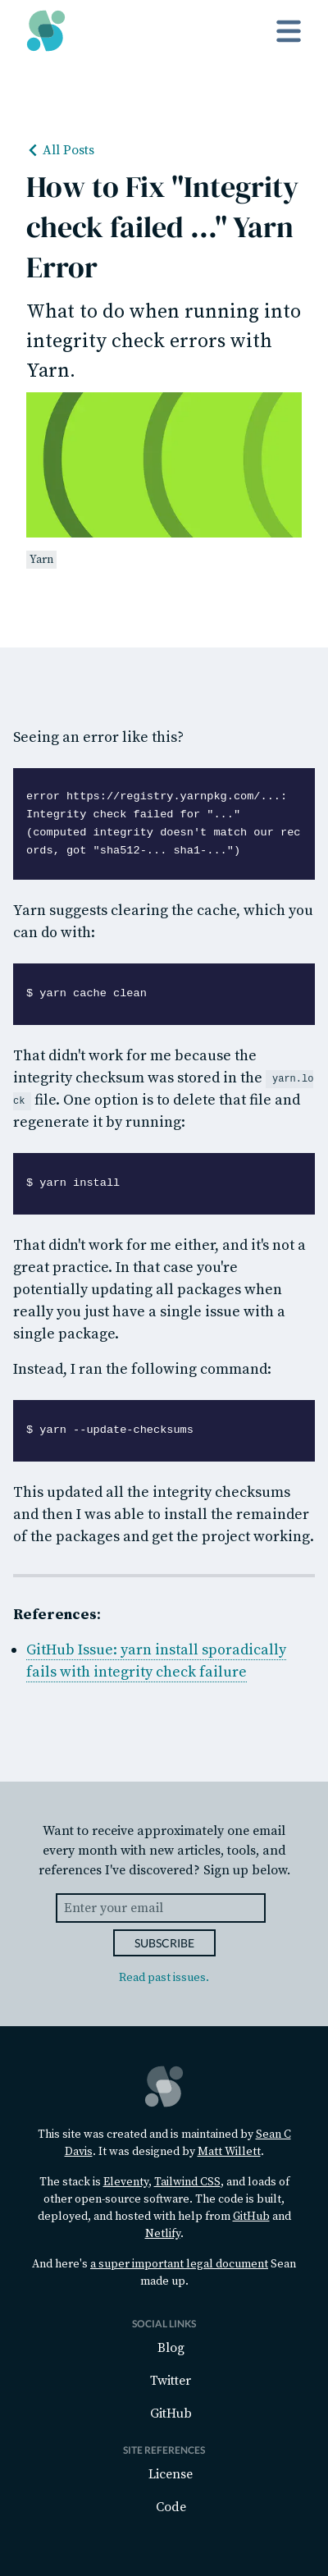 All Posts
How to Fix "Integrity
check failed ..." Yarn
Error
What to do when running into
integrity check errors with
Yarn.
Yarn
Seeing an error like this?
error https://registry.yarnpkg.com/...:
Integrity check failed for "..."
(computed integrity doesn't match our rec
ords, got "sha512-... sha1-...")
Yarn suggests clearing the cache, which you
can do with:
$ yarn cache clean
That didn't work for me because the
integrity checksum was stored in the yarn.lo
ck file. One option is to delete that file and
regenerate it by running:
$ yarn install
That didn't work for me either, and it's not a
great practice. In that case you're
potentially updating all packages when
really you just have a single issue with a
single package.
Instead, I ran the following command:
$ yarn --update-checksums
This updated all the integrity checksums
and then I was able to install the remainder
of the packages and get the project working.
References:
GitHub Issue: yarn install sporadically
fails with integrity check failure
Want to receive approximately one email
every month with new articles, tools, and
references I've discovered? Sign up below.
Enter your email
SUBSCRIBE
Read past issues.
This site was created and is maintained by Sean C
Davis. It was designed by Matt Willett.
The stack is Eleventy, Tailwind CSS, and loads of
other open-source software. The code is built,
deployed, and hosted with help from GitHub and
Netlify.
And here's a super important legal document Sean
made up.
SOCIAL LINKS
Blog
Twitter
GitHub
SITE REFERENCES
License
Code